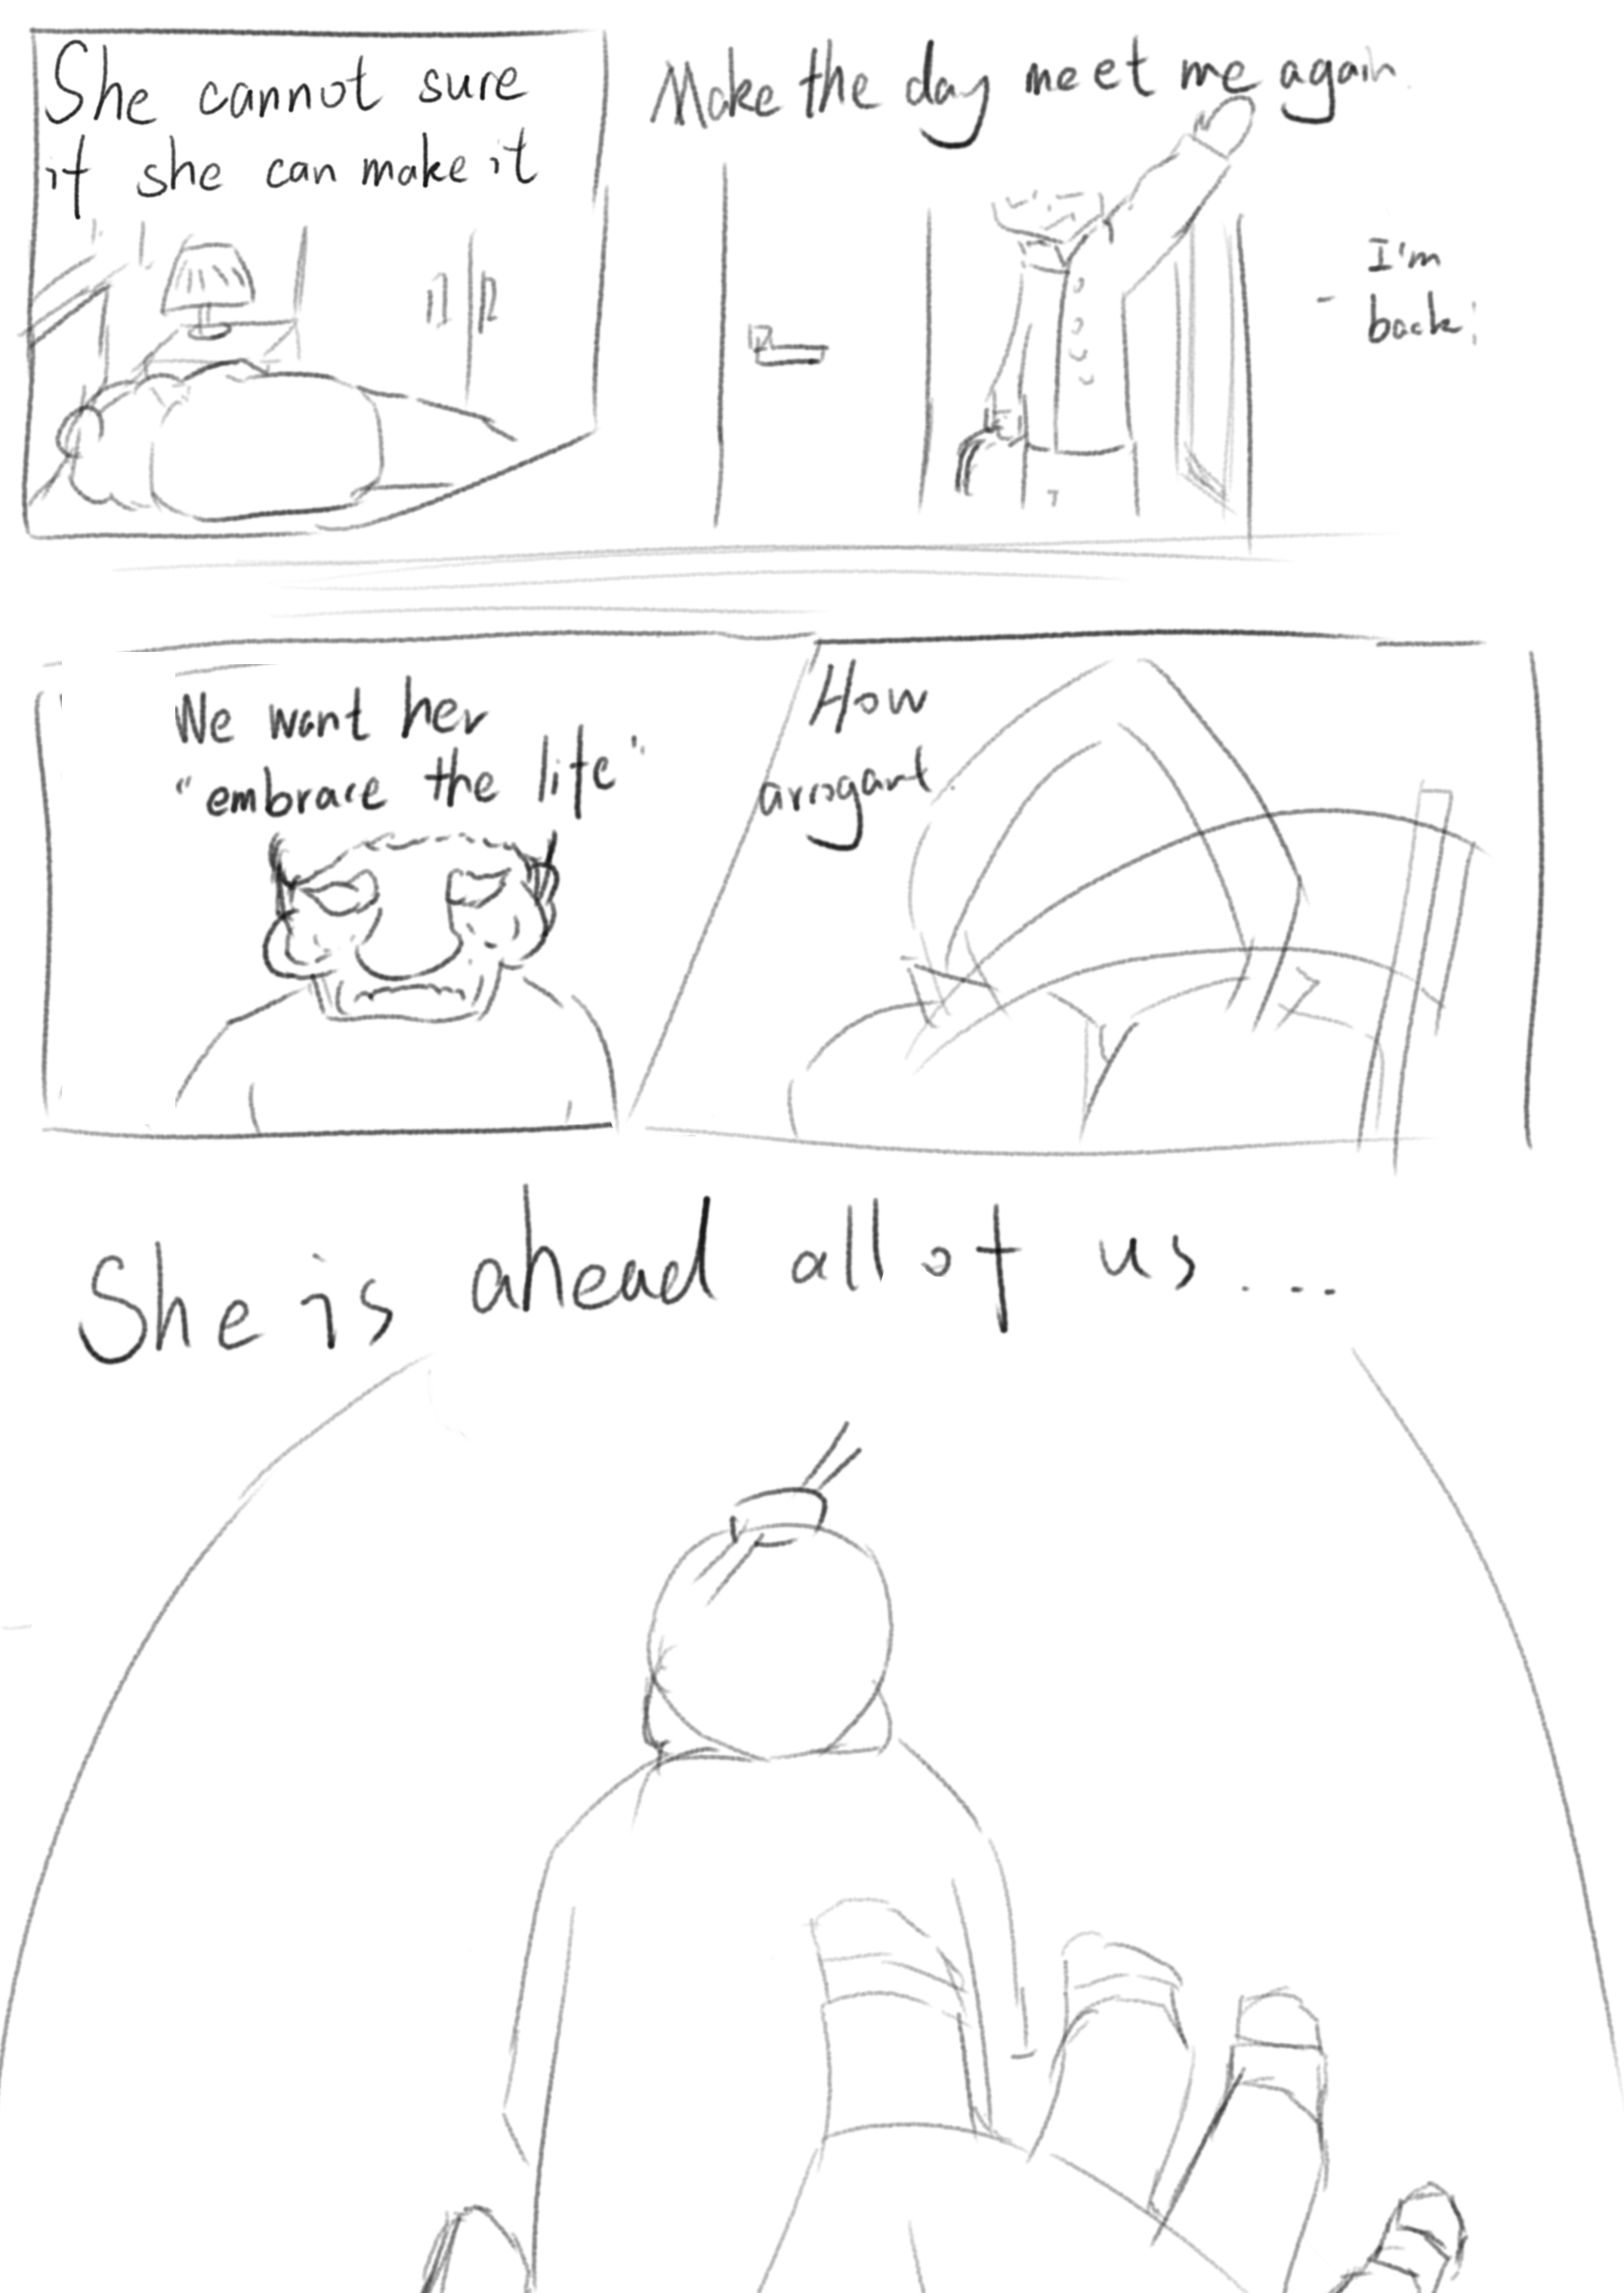 She cannot sure
if she can make it
Make the day meet me again.
I'm
back!
We want her
"embrace the life"
How
arrogant.
She is ahead all of us...